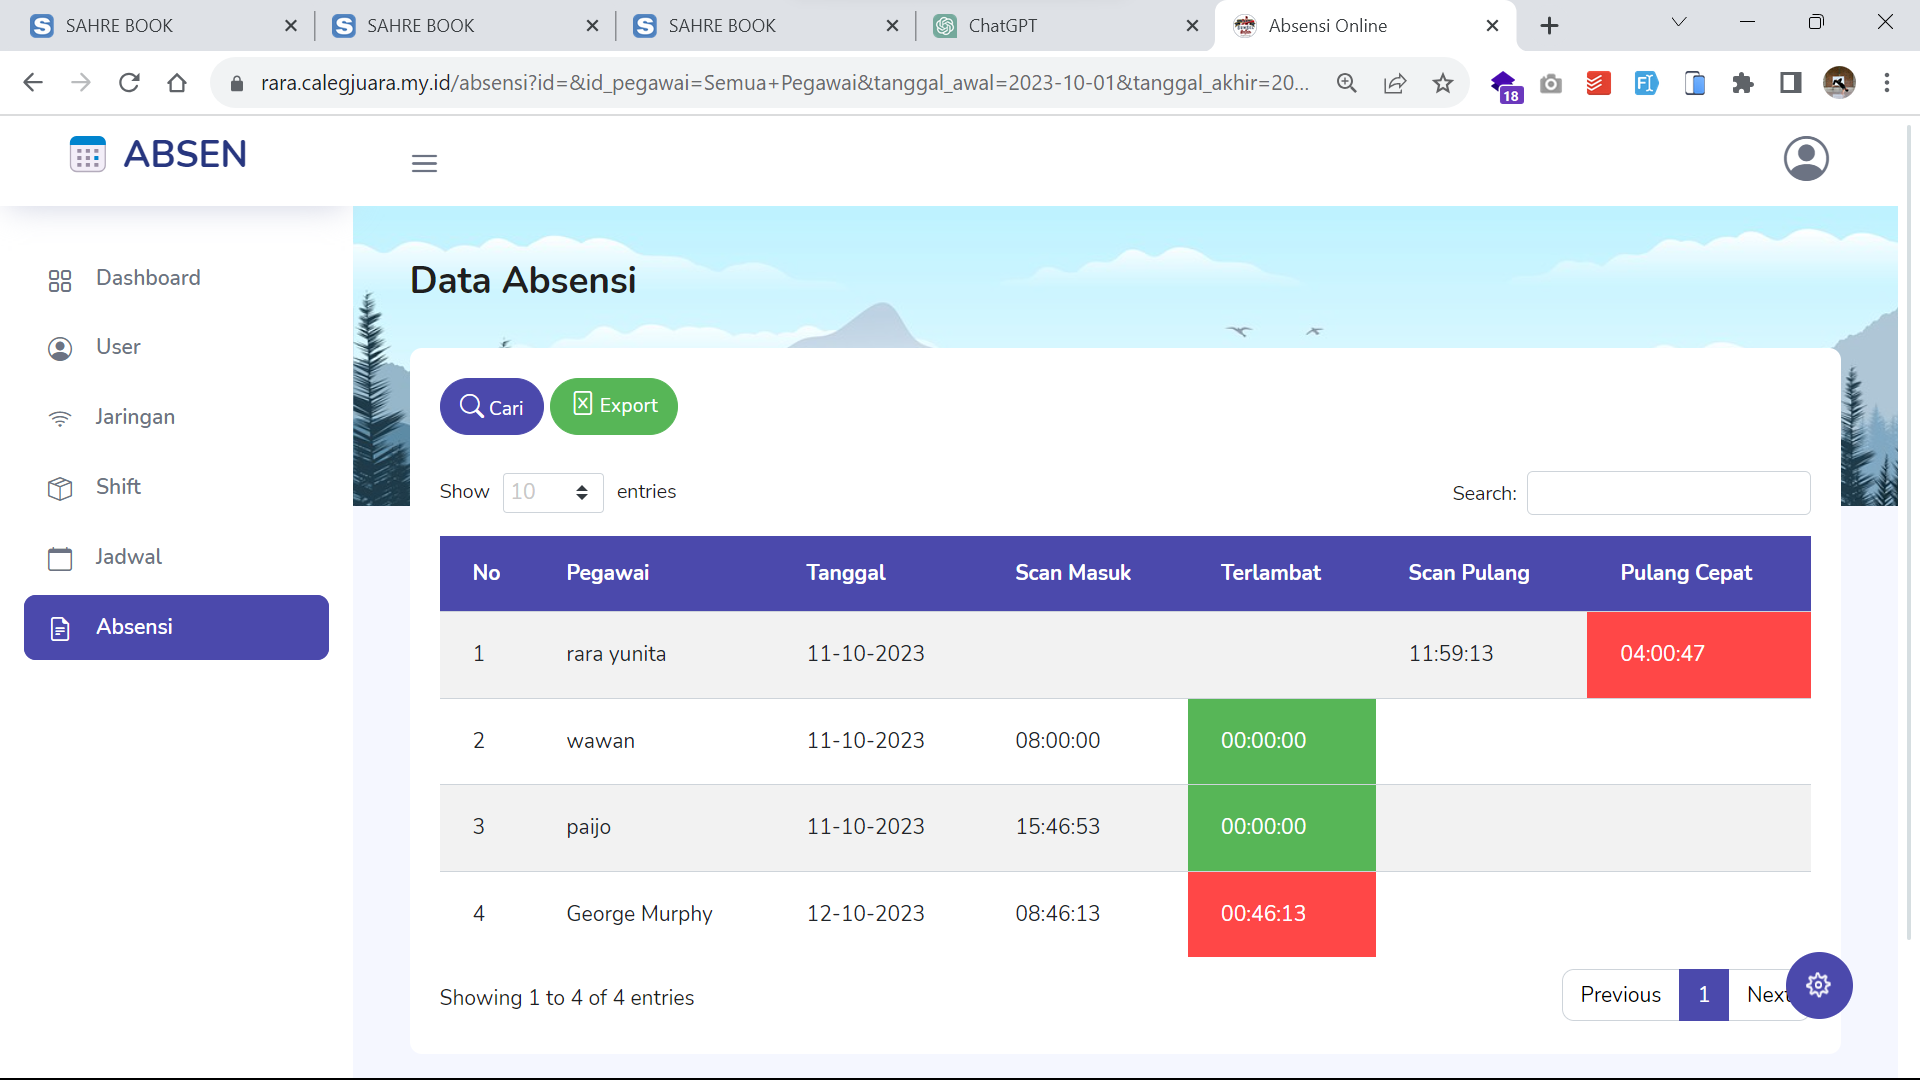 SAHRE BOOK
SAHRE BOOK
SAHRE BOOK
ChatGPT
Absensi Online
rara.calegjuara.my.id/absensi?id=&id_pegawai=Semua+Pegawai&tanggal_awal=2023-10-01&tanggal_akhir=20...
18
ABSEN
Dashboard
User
Jaringan
Shift
Jadwal
Absensi
Data Absensi
Cari
Export
Show 10 entries
Search:
No Pegawai Tanggal Scan Masuk Terlambat Scan Pulang Pulang Cepat
1 rara yunita 11-10-2023 11:59:13 04:00:47
2 wawan 11-10-2023 08:00:00 00:00:00
3 paijo 11-10-2023 15:46:53 00:00:00
4 George Murphy 12-10-2023 08:46:13 00:46:13
Showing 1 to 4 of 4 entries
Previous 1 Next